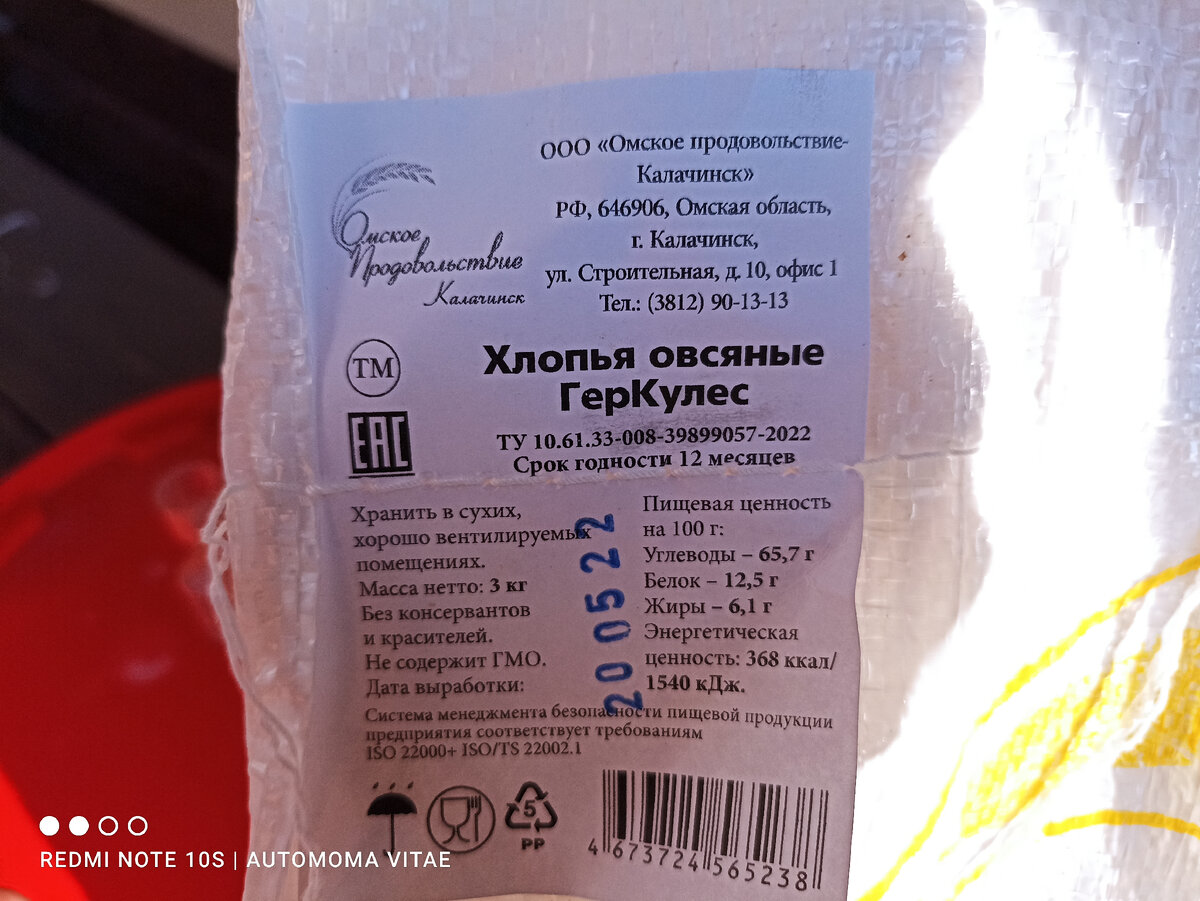 ООО «Омское продовольствие-
Калачинск»
РФ, 646906, Омская область,
г. Калачинск,
ул. Строительная, д. 10, офис 1
Тел.: (3812) 90-13-13
Омское
Продовольствие
Калачинск
TM
Хлопья овсяные
ГерКулес
EAC
ТУ 10.61.33-008-39899057-2022
Срок годности 12 месяцев
Хранить в сухих,
хорошо вентилируемых
помещениях.
Масса нетто: 3 кг
Без консервантов
и красителей.
Не содержит ГМО.
Дата выработки:
200522
Пищевая ценность
на 100 г:
Углеводы – 65,7 г
Белок – 12,5 г
Жиры – 6,1 г
Энергетическая
ценность: 368 ккал/
1540 кДж.
Система менеджмента безопасности пищевой продукции
предприятия соответствует требованиям
ISO 22000+ ISO/TS 22002.1
5
PP
4 673724 565238
REDMI NOTE 10S | AUTOMOMA VITAE